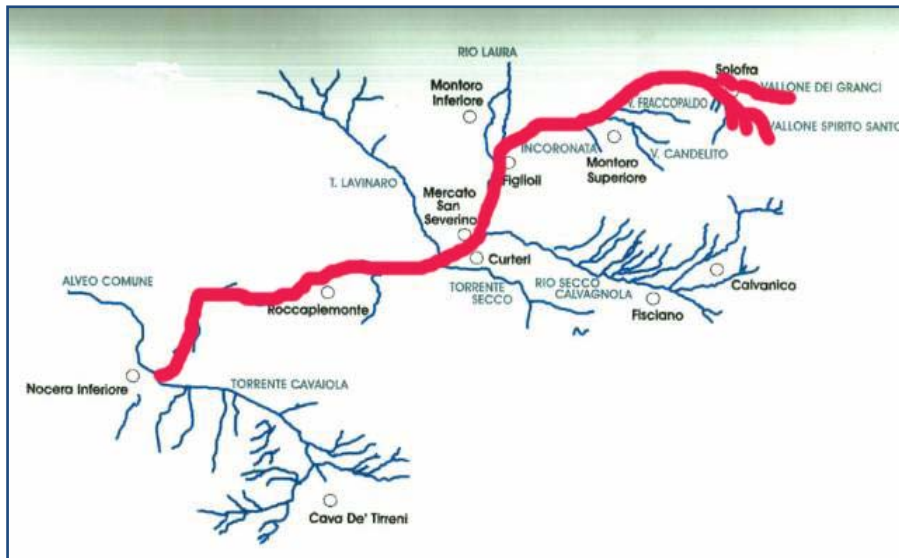 RIO LAURA
Montoro
Inferiore
Solofra
VALLONE DEI GRANCI
V. FRACCOPALDO
VALLONE SPIRITO SANTO
INCORONATA
V. CANDELITO
Montoro
Superiore
Figlioli
T. LAVINARO
Mercato
San
Severino
Curteri
ALVEO COMUNE
TORRENTE
SECCO
RIO SECCO
CALVAGNOLA
Calvanico
Fisciano
Roccapiemonte
Nocera Inferiore
TORRENTE CAVAIOLA
Cava De' Tirreni